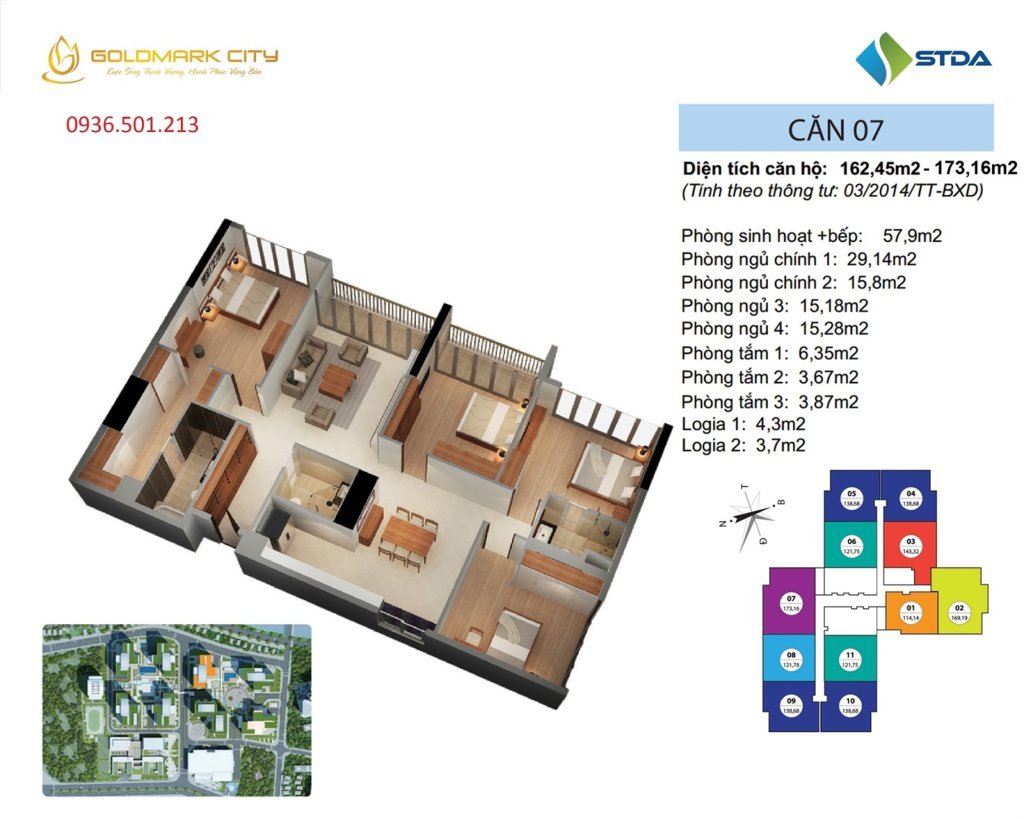 GOLDMARK CITY
Cuộc Sống Thịnh Vượng, Hạnh Phúc Vững Bền
STDA
0936.501.213
CĂN 07
Diện tích căn hộ: 162,45m2 - 173,16m2
(Tính theo thông tư: 03/2014/TT-BXD)
Phòng sinh hoạt +bếp: 57,9m2
Phòng ngủ chính 1: 29,14m2
Phòng ngủ chính 2: 15,8m2
Phòng ngủ 3: 15,18m2
Phòng ngủ 4: 15,28m2
Phòng tắm 1: 6,35m2
Phòng tắm 2: 3,67m2
Phòng tắm 3: 3,87m2
Logia 1: 4,3m2
Logia 2: 3,7m2
T
B
N
Đ
05
138,68
04
138,68
06
121,75
03
143,32
07
173,16
01
114,14
02
169,19
08
121,78
11
121,75
09
138,68
10
138,68